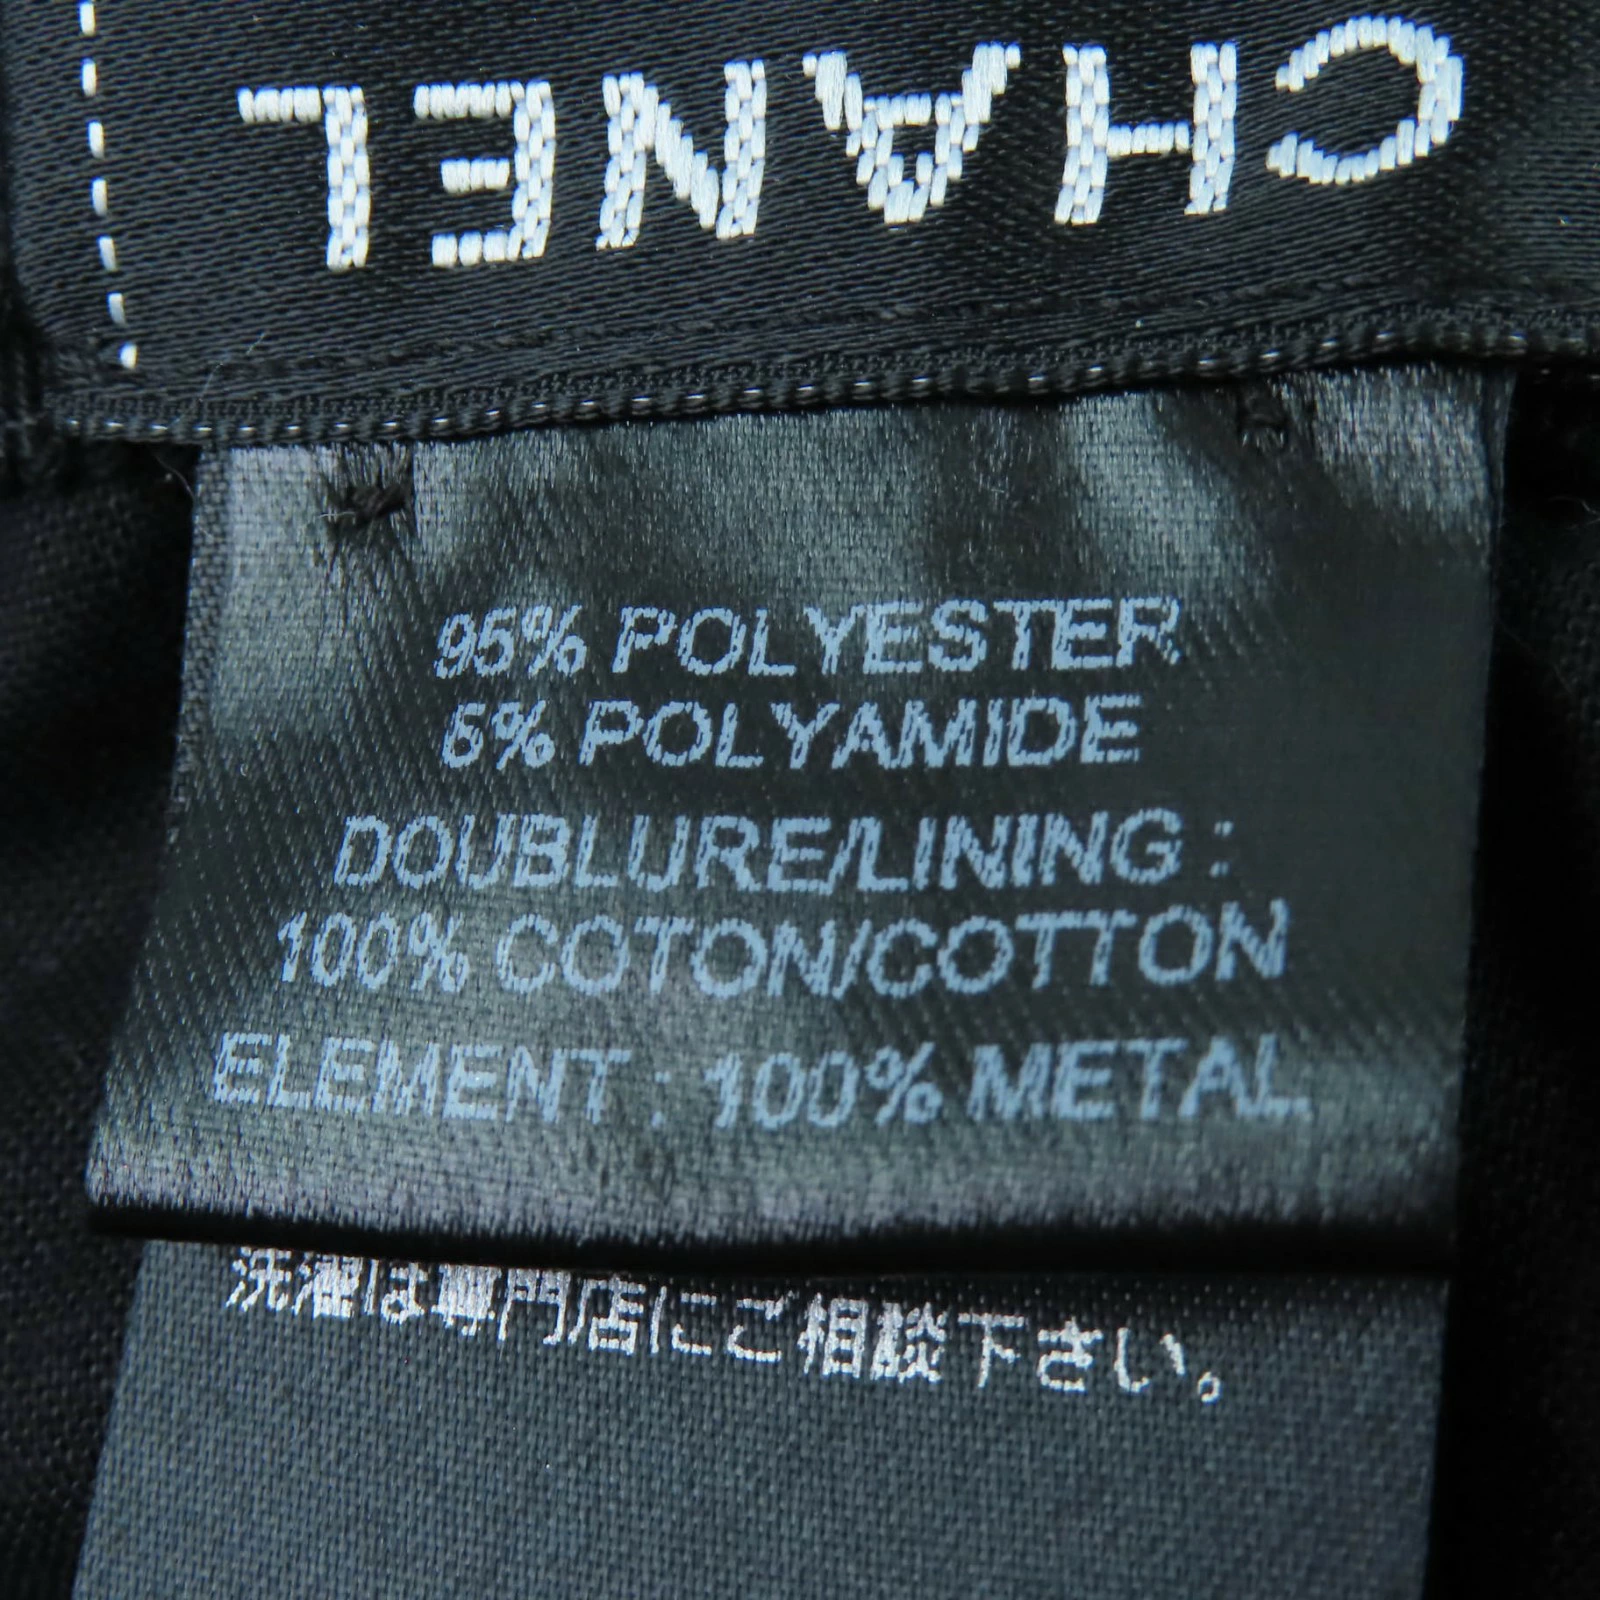 CHANEL
95% POLYESTER
5% POLYAMIDE
DOUBLURE/LINING :
100% COTON/COTTON
ELEMENT : 100% METAL
洗濯は専門店にご相談下さい。